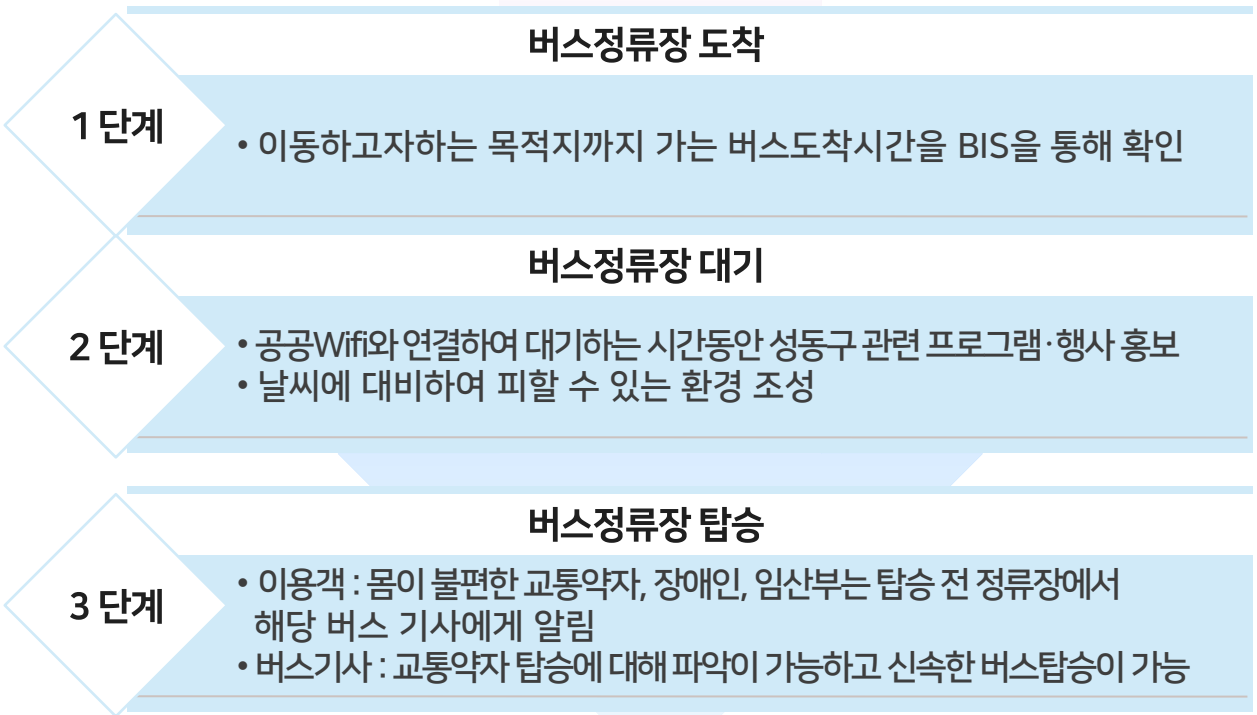 버스정류장 도착
1 단계
• 이동하고자하는 목적지까지 가는 버스도착시간을 BIS을 통해 확인
버스정류장 대기
2 단계
• 공공Wifi와 연결하여 대기하는 시간동안 성동구 관련 프로그램·행사 홍보
• 날씨에 대비하여 피할 수 있는 환경 조성
버스정류장 탑승
3 단계
• 이용객 : 몸이 불편한 교통약자, 장애인, 임산부는 탑승 전 정류장에서
해당 버스 기사에게 알림
• 버스기사 : 교통약자 탑승에 대해 파악이 가능하고 신속한 버스탑승이 가능